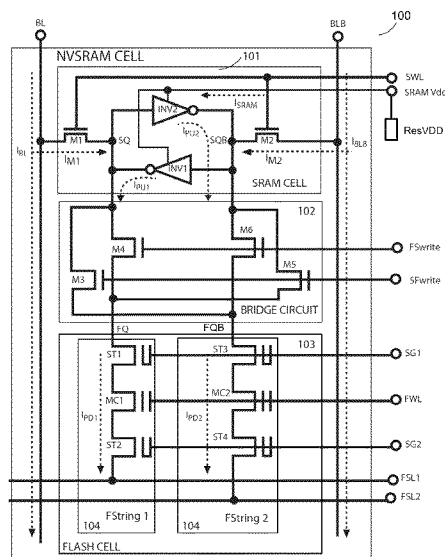 BL
BLB
100
NVSRAM CELL
101
SWL
SRAM Vdd
INV2
ISRAM
ResVDD
IBL
M1
SQ
IPU2
SQB
M2
IBLB
IM1
INV1
IM2
IPU1
SRAM CELL
102
M4
M6
FSwrite
M3
M5
SFwrite
BRIDGE CIRCUIT
FQ
FQB
103
ST1
ST3
SG1
IPD1
MC1
IPD2
MC2
FWL
ST2
ST4
SG2
FSL1
FSL2
FString 1
FString 2
104
104
FLASH CELL